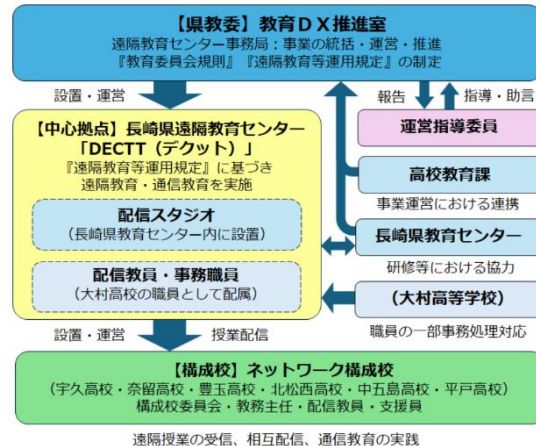 【県教委】教育ＤＸ推進室
遠隔教育センター事務局：事業の統括・運営・推進
『教育委員会規則』『遠隔教育等運用規定』の制定
設置・運営
報告
指導・助言
【中心拠点】長崎県遠隔教育センター
「DECTT（デクット）」
『遠隔教育等運用規定』に基づき
遠隔教育・通信教育を実施
配信スタジオ
（長崎県教育センター内に設置）
配信教員・事務職員
（大村高校の職員として配属）
運営指導委員
高校教育課
事業運営における連携
長崎県教育センター
研修等における協力
（大村高等学校）
職員の一部事務処理対応
設置・運営
授業配信
【構成校】ネットワーク構成校
（宇久高校・奈留高校・豊玉高校・北松西高校・中五島高校・平戸高校）
構成校委員会・教務主任・配信教員・支援員
遠隔授業の受信、相互配信、通信教育の実践